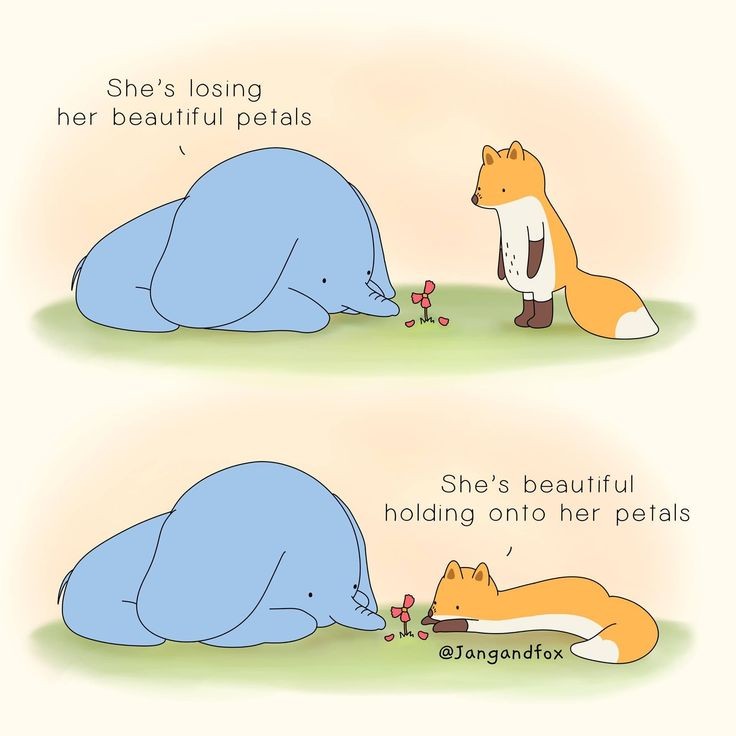 She's losing
her beautiful petals
She's beautiful
holding onto her petals
@Jangandfox